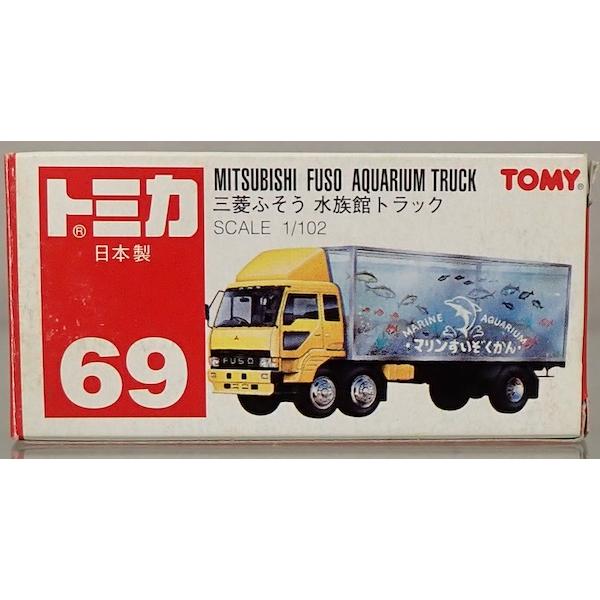 トミカ®
日本製
69
MITSUBISHI FUSO AQUARIUM TRUCK
三菱ふそう 水族館トラック
SCALE 1/102
TOMY®
FUSO
MARINE AQUARIUM
・マリンすいぞくかん・